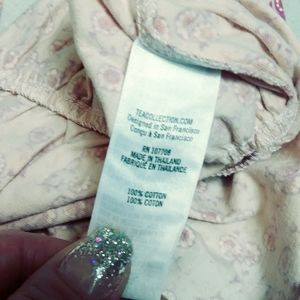 TEACOLLECTION.COM
Designed in San Francisco
Conçu à San Francisco
RN 107706
MADE IN THAILAND
FABRIQUÉ EN THAÏLANDE
100% COTTON
100% COTON